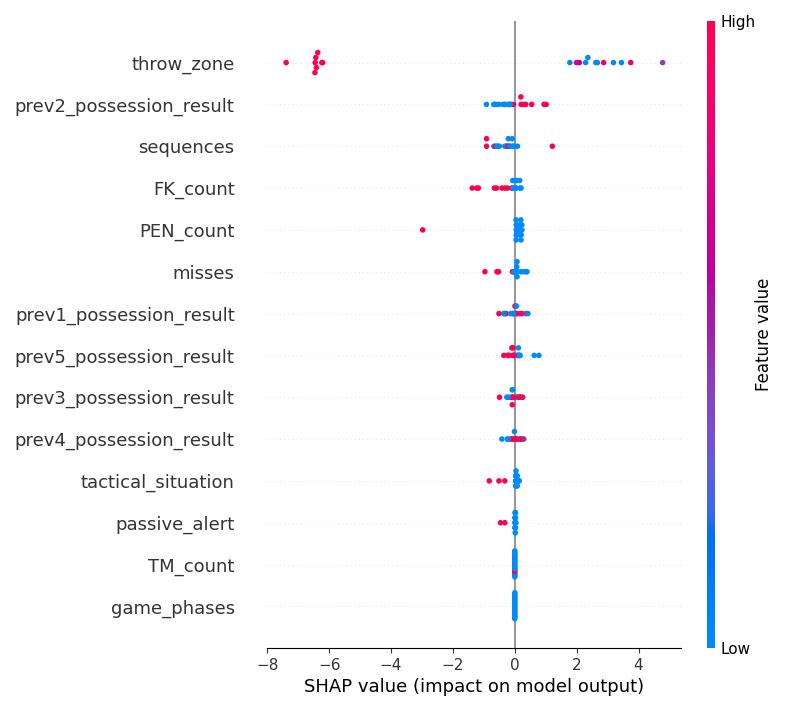 High
throw_zone
prev2_possession_result
sequences
FK_count
PEN_count
misses
prev1_possession_result
prev5_possession_result
prev3_possession_result
prev4_possession_result
tactical_situation
passive_alert
TM_count
game_phases
Feature value
Low
−8 −6 −4 −2 0 2 4
SHAP value (impact on model output)